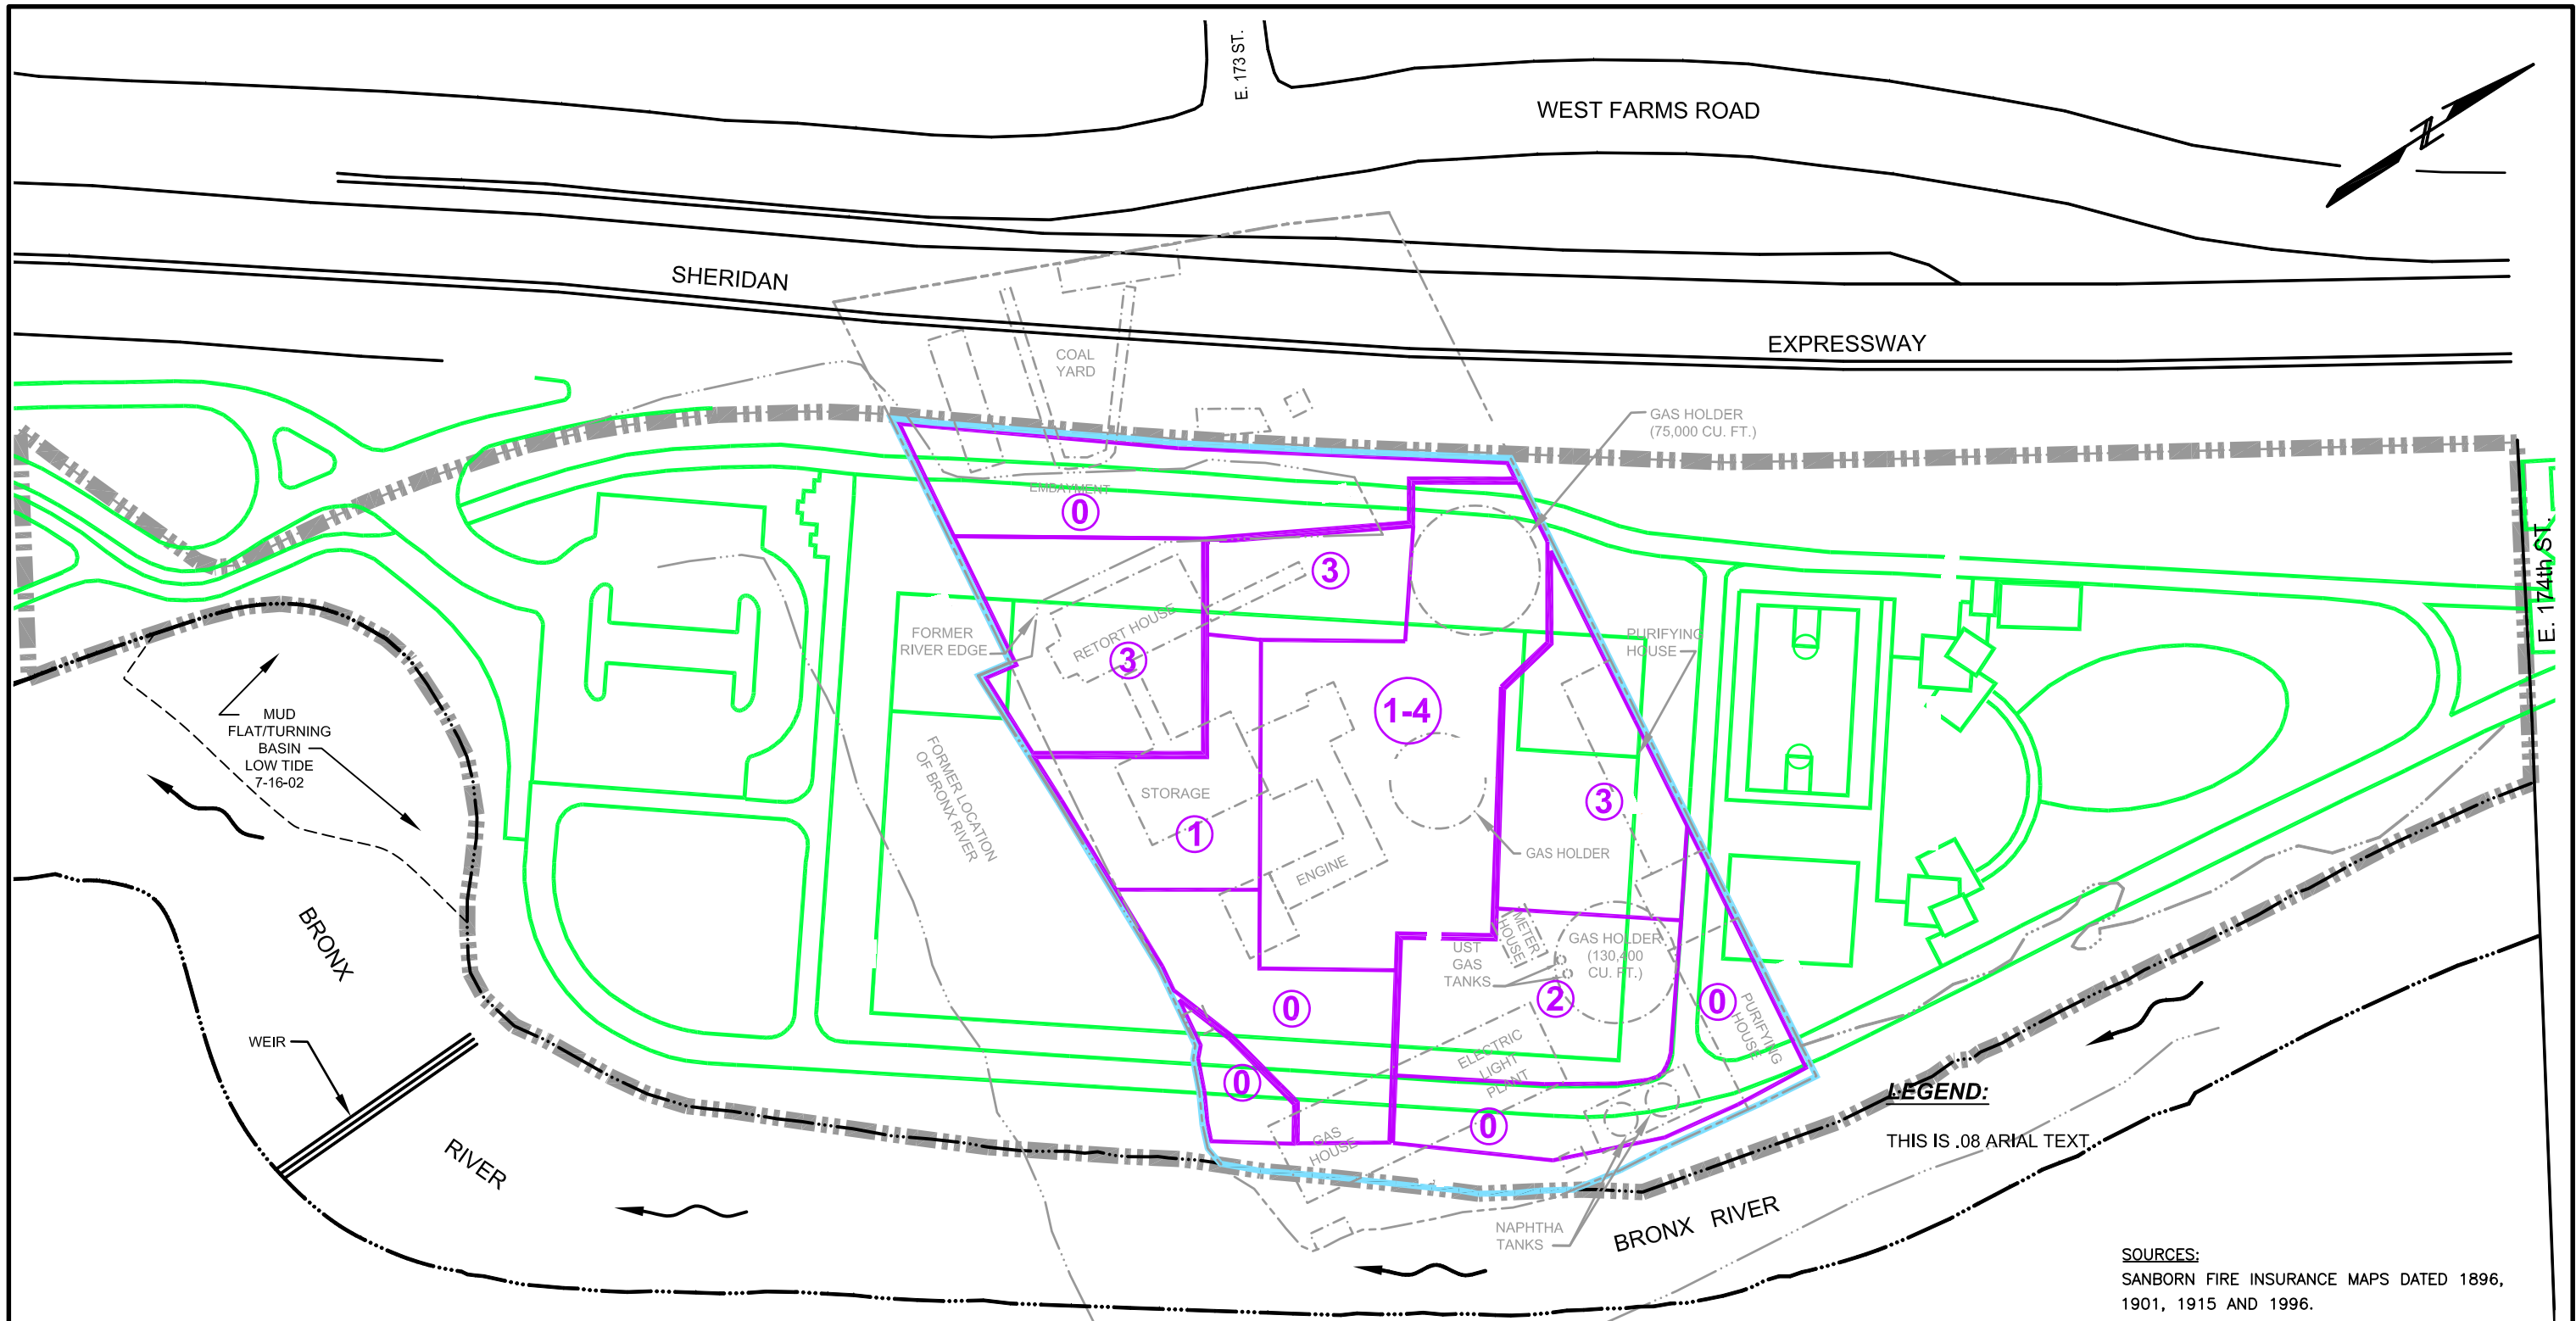 E. 173 ST.
WEST FARMS ROAD
N
SHERIDAN
EXPRESSWAY
COAL
YARD
GAS HOLDER
(75,000 CU. FT.)
EMBAYMENT
0
3
FORMER
RIVER EDGE
RETORT HOUSE
3
PURIFYING
HOUSE
E. 174th ST.
1-4
MUD
FLAT/TURNING
BASIN
LOW TIDE
7-16-02
FORMER LOCATION
OF BRONX RIVER
STORAGE
1
3
GAS HOLDER
ENGINE
METER
HOUSE
UST
GAS
TANKS
GAS HOLDER
(130,400
CU. FT.)
2
0
0
PURIFYING
HOUSE
BRONX
WEIR
RIVER
ELECTRIC
LIGHT
PLANT
0
0
GAS
HOUSE
LEGEND:
THIS IS .08 ARIAL TEXT
NAPHTHA
TANKS
BRONX RIVER
SOURCES:
SANBORN FIRE INSURANCE MAPS DATED 1896,
1901, 1915 AND 1996.